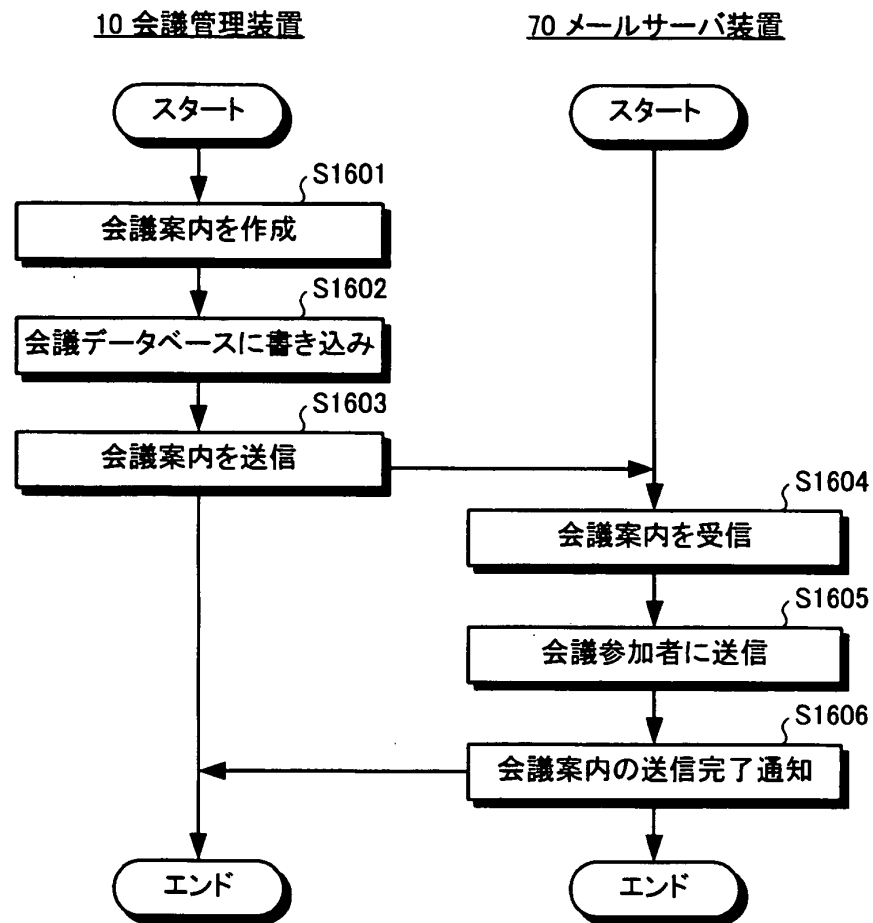 10 会議管理装置
70 メールサーバ装置
スタート
スタート
S1601
会議案内を作成
S1602
会議データベースに書き込み
S1603
会議案内を送信
S1604
会議案内を受信
S1605
会議参加者に送信
S1606
会議案内の送信完了通知
エンド
エンド